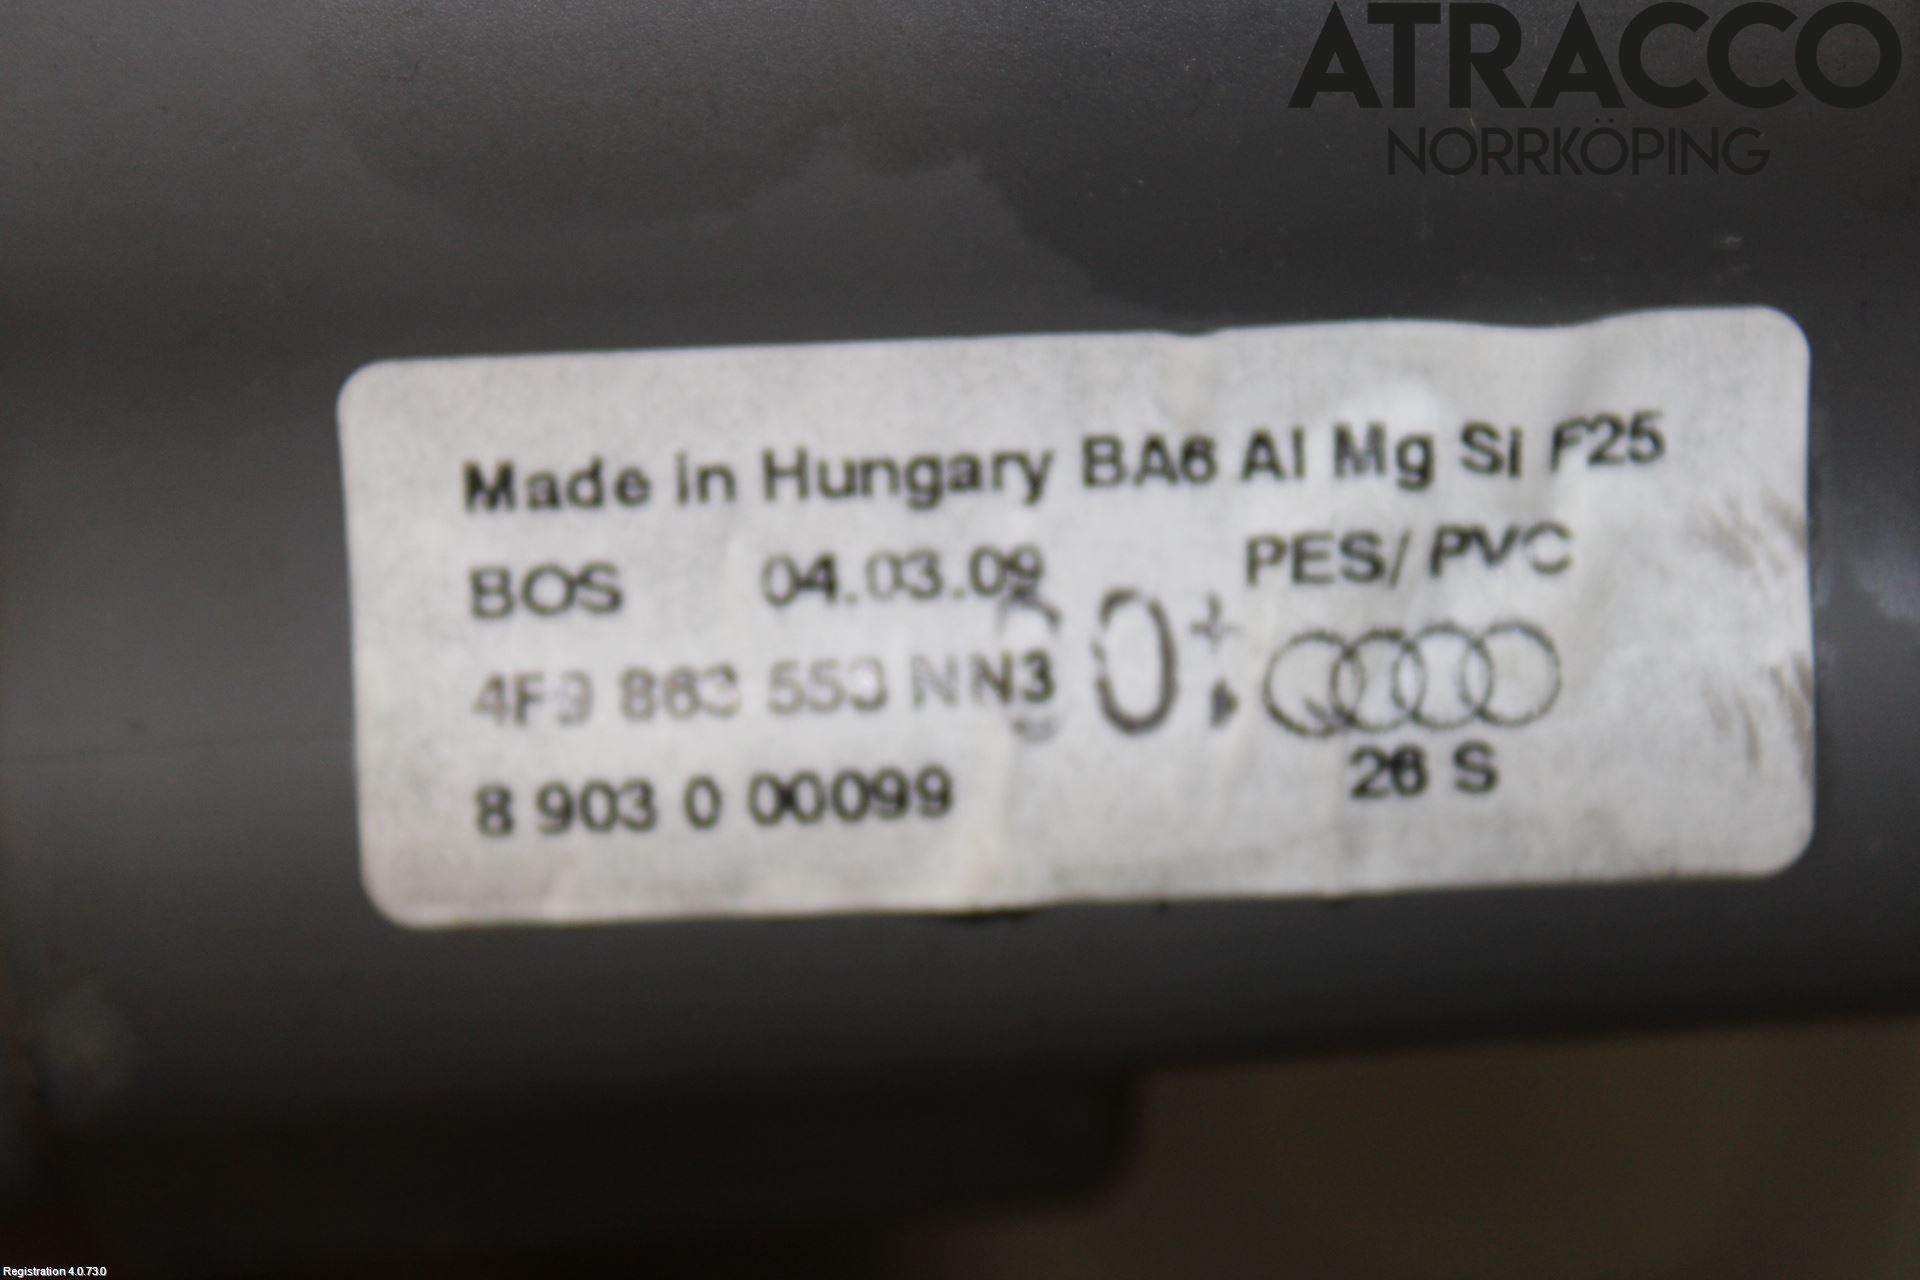 ATRACCO
NORRKÖPING
Made in Hungary BA6 Al Mg Si F25
BOS 04.03.09 PES/ PVC
4F9 863 553 N N3
8 903 0 00099 26 S
Registration 4.0.73.0